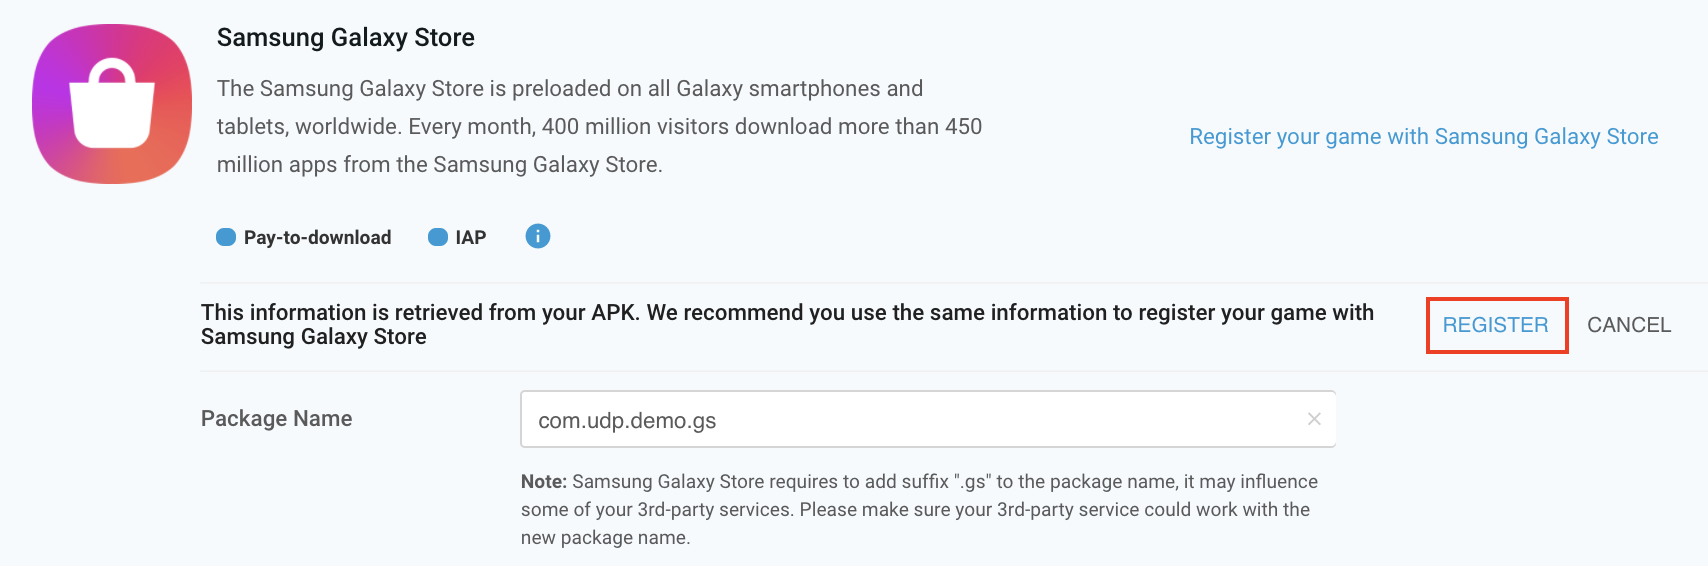 Samsung Galaxy Store
The Samsung Galaxy Store is preloaded on all Galaxy smartphones and
tablets, worldwide. Every month, 400 million visitors download more than 450
million apps from the Samsung Galaxy Store.
Register your game with Samsung Galaxy Store
Pay-to-download IAP i
This information is retrieved from your APK. We recommend you use the same information to register your game with
Samsung Galaxy Store
REGISTER CANCEL
Package Name
com.udp.demo.gs
Note: Samsung Galaxy Store requires to add suffix ".gs" to the package name, it may influence
some of your 3rd-party services. Please make sure your 3rd-party service could work with the
new package name.